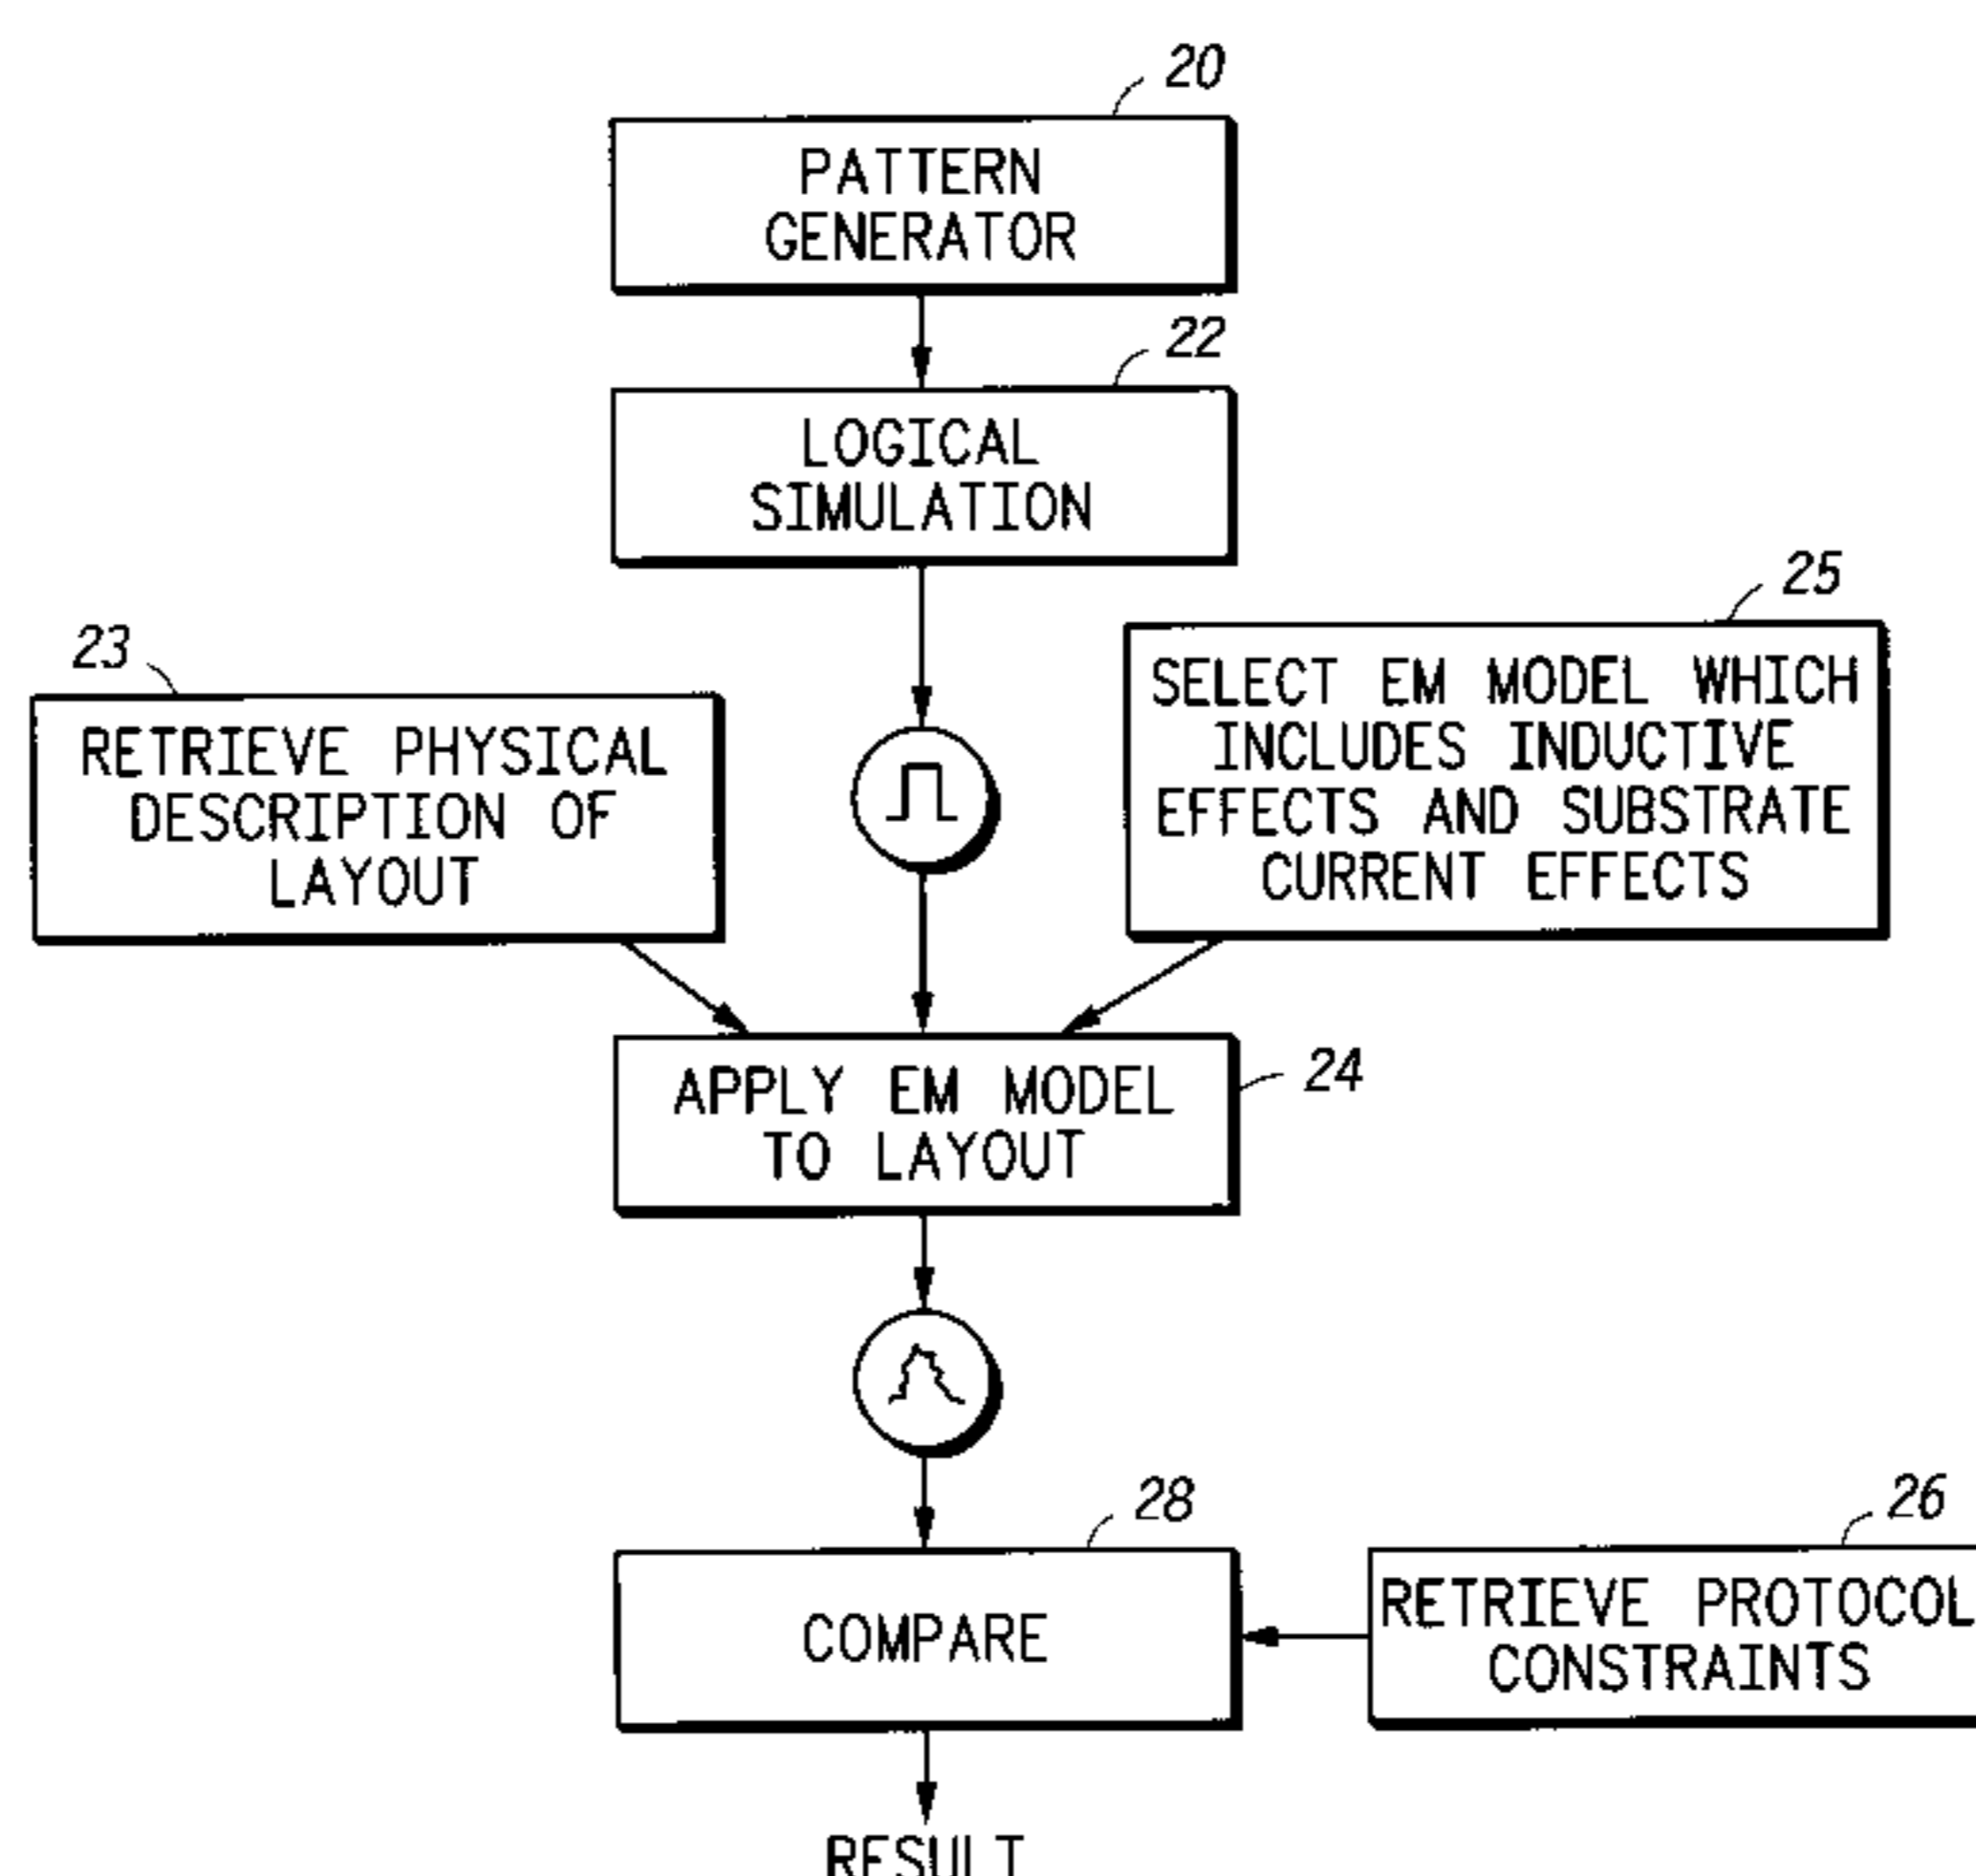 20
PATTERN
GENERATOR
22
LOGICAL
SIMULATION
25
SELECT EM MODEL WHICH
INCLUDES INDUCTIVE
EFFECTS AND SUBSTRATE
CURRENT EFFECTS
23
RETRIEVE PHYSICAL
DESCRIPTION OF
LAYOUT
24
APPLY EM MODEL
TO LAYOUT
28
COMPARE
26
RETRIEVE PROTOCOL
CONSTRAINTS
RESULT